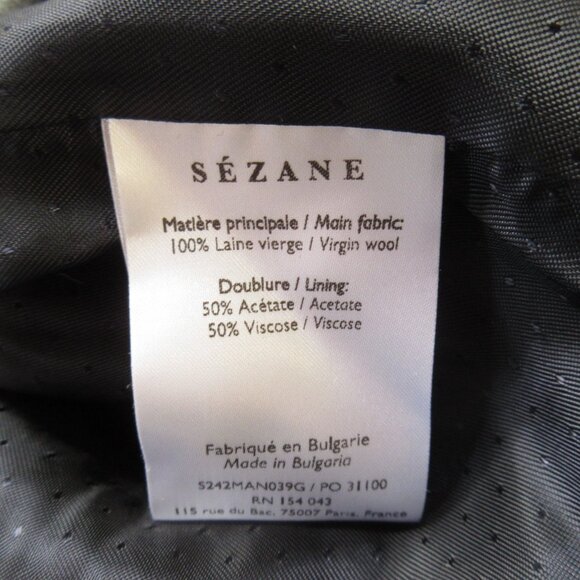 SÉZANE
Matière principale / Main fabric:
100% Laine vierge / Virgin wool
Doublure / Lining:
50% Acétate / Acetate
50% Viscose / Viscose
Fabriqué en Bulgarie
Made in Bulgaria
S242MAN039G / PO 31100
RN 154 043
115 rue du Bac, 75007 Paris, France